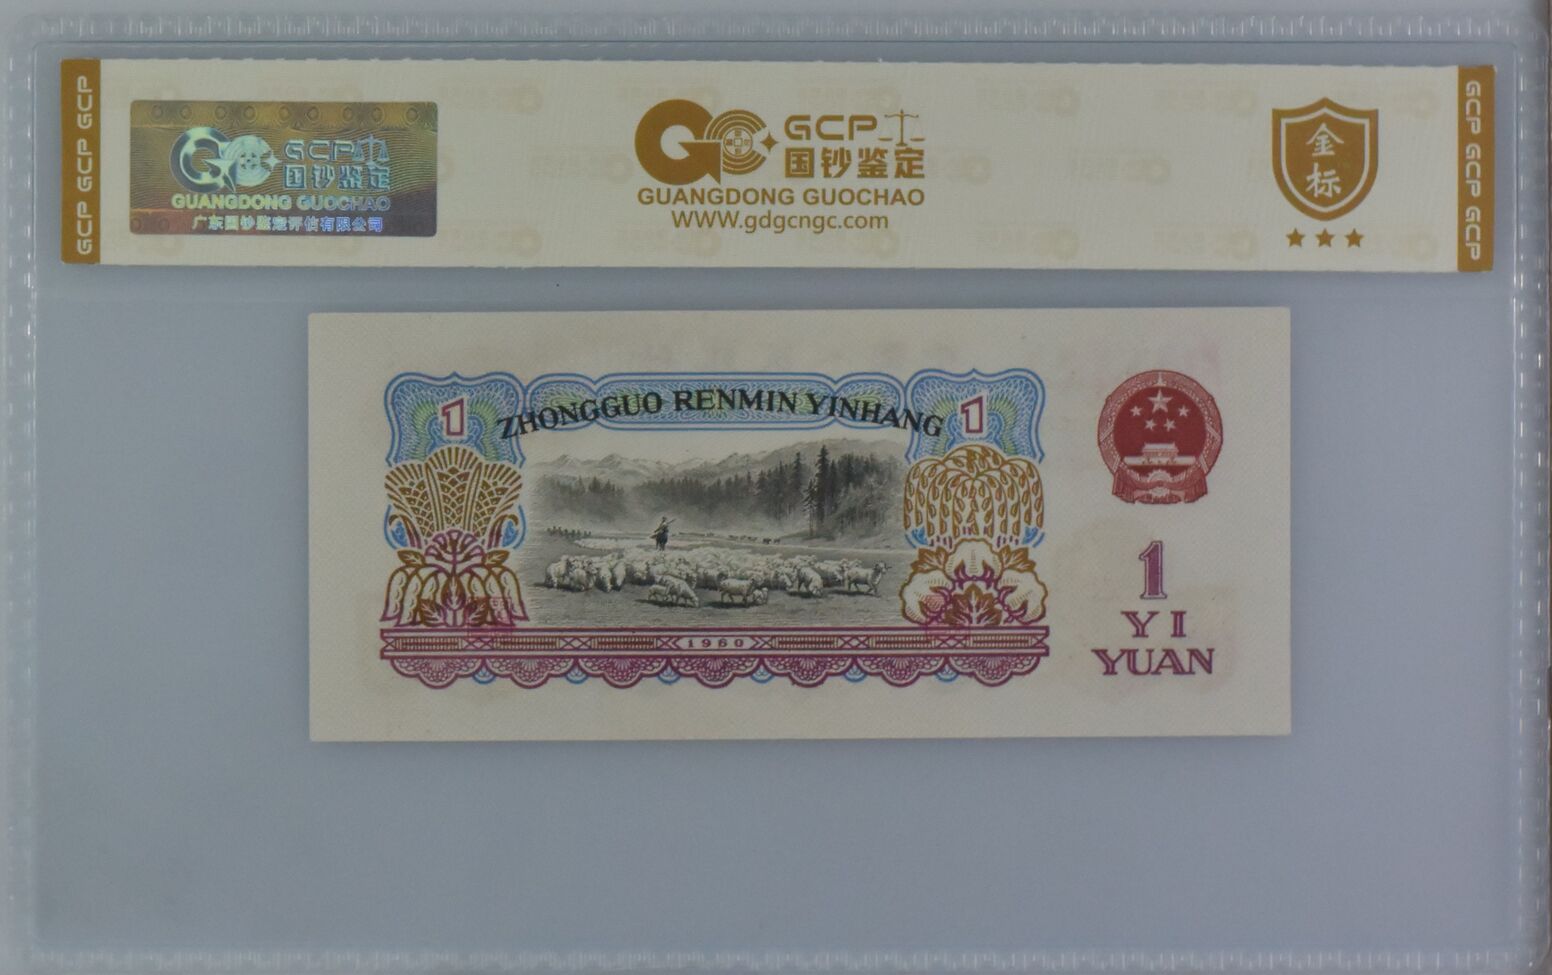 GCP GCP GCP
GCP
国钞鉴定
GUANGDONG GUOCHAO
广东国钞鉴定评估有限公司
GCP
国钞鉴定
GUANGDONG GUOCHAO
WWW.gdgcngc.com
金标
GCP GCP GCP
ZHONGGUO RENMIN YINHANG
1
1
1960
1
YI
YUAN